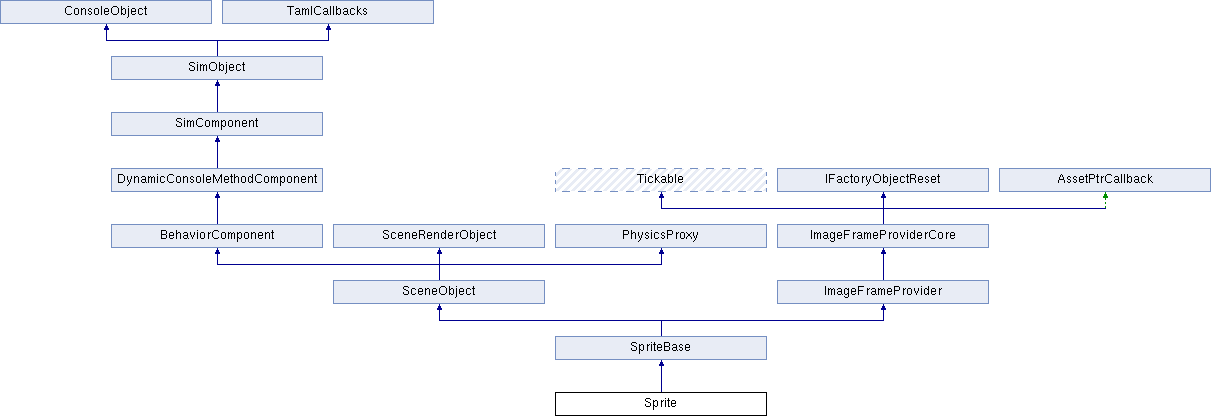 ConsoleObject
TamlCallbacks
SimObject
SimComponent
DynamicConsoleMethodComponent
Tickable
IFactoryObjectReset
AssetPtrCallback
BehaviorComponent
SceneRenderObject
PhysicsProxy
ImageFrameProviderCore
SceneObject
ImageFrameProvider
SpriteBase
Sprite